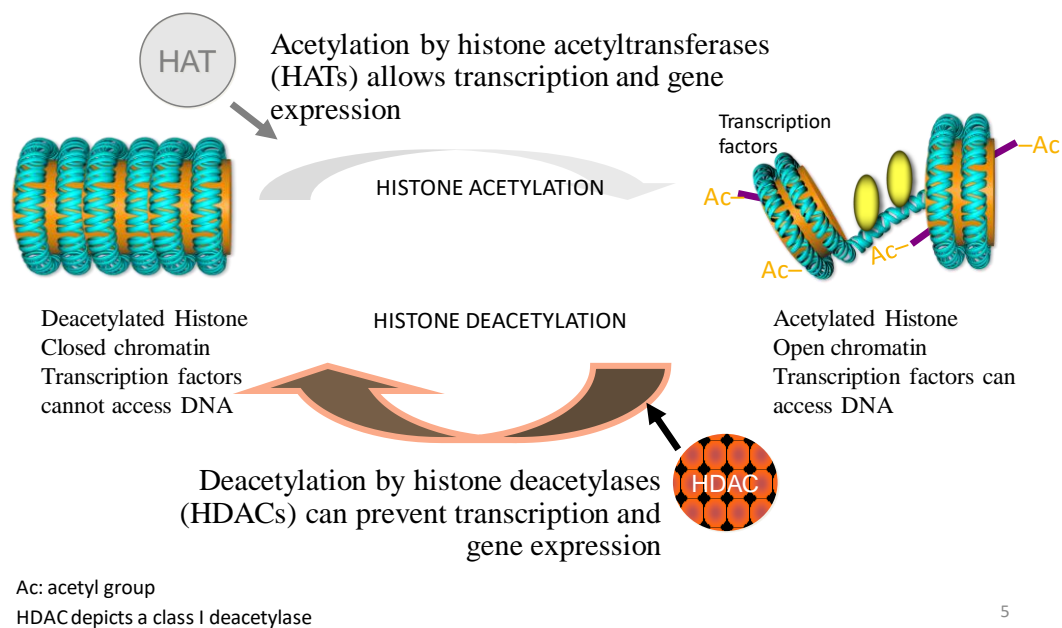 HAT
Acetylation by histone acetyltransferases
(HATs) allows transcription and gene
expression
Transcription
factors
HISTONE ACETYLATION
–Ac
Ac–
Ac–
Ac–
Deacetylated Histone
Closed chromatin
Transcription factors
cannot access DNA
HISTONE DEACETYLATION
Acetylated Histone
Open chromatin
Transcription factors can
access DNA
HDAC
Deacetylation by histone deacetylases
(HDACs) can prevent transcription and
gene expression
Ac: acetyl group
HDAC depicts a class I deacetylase
5